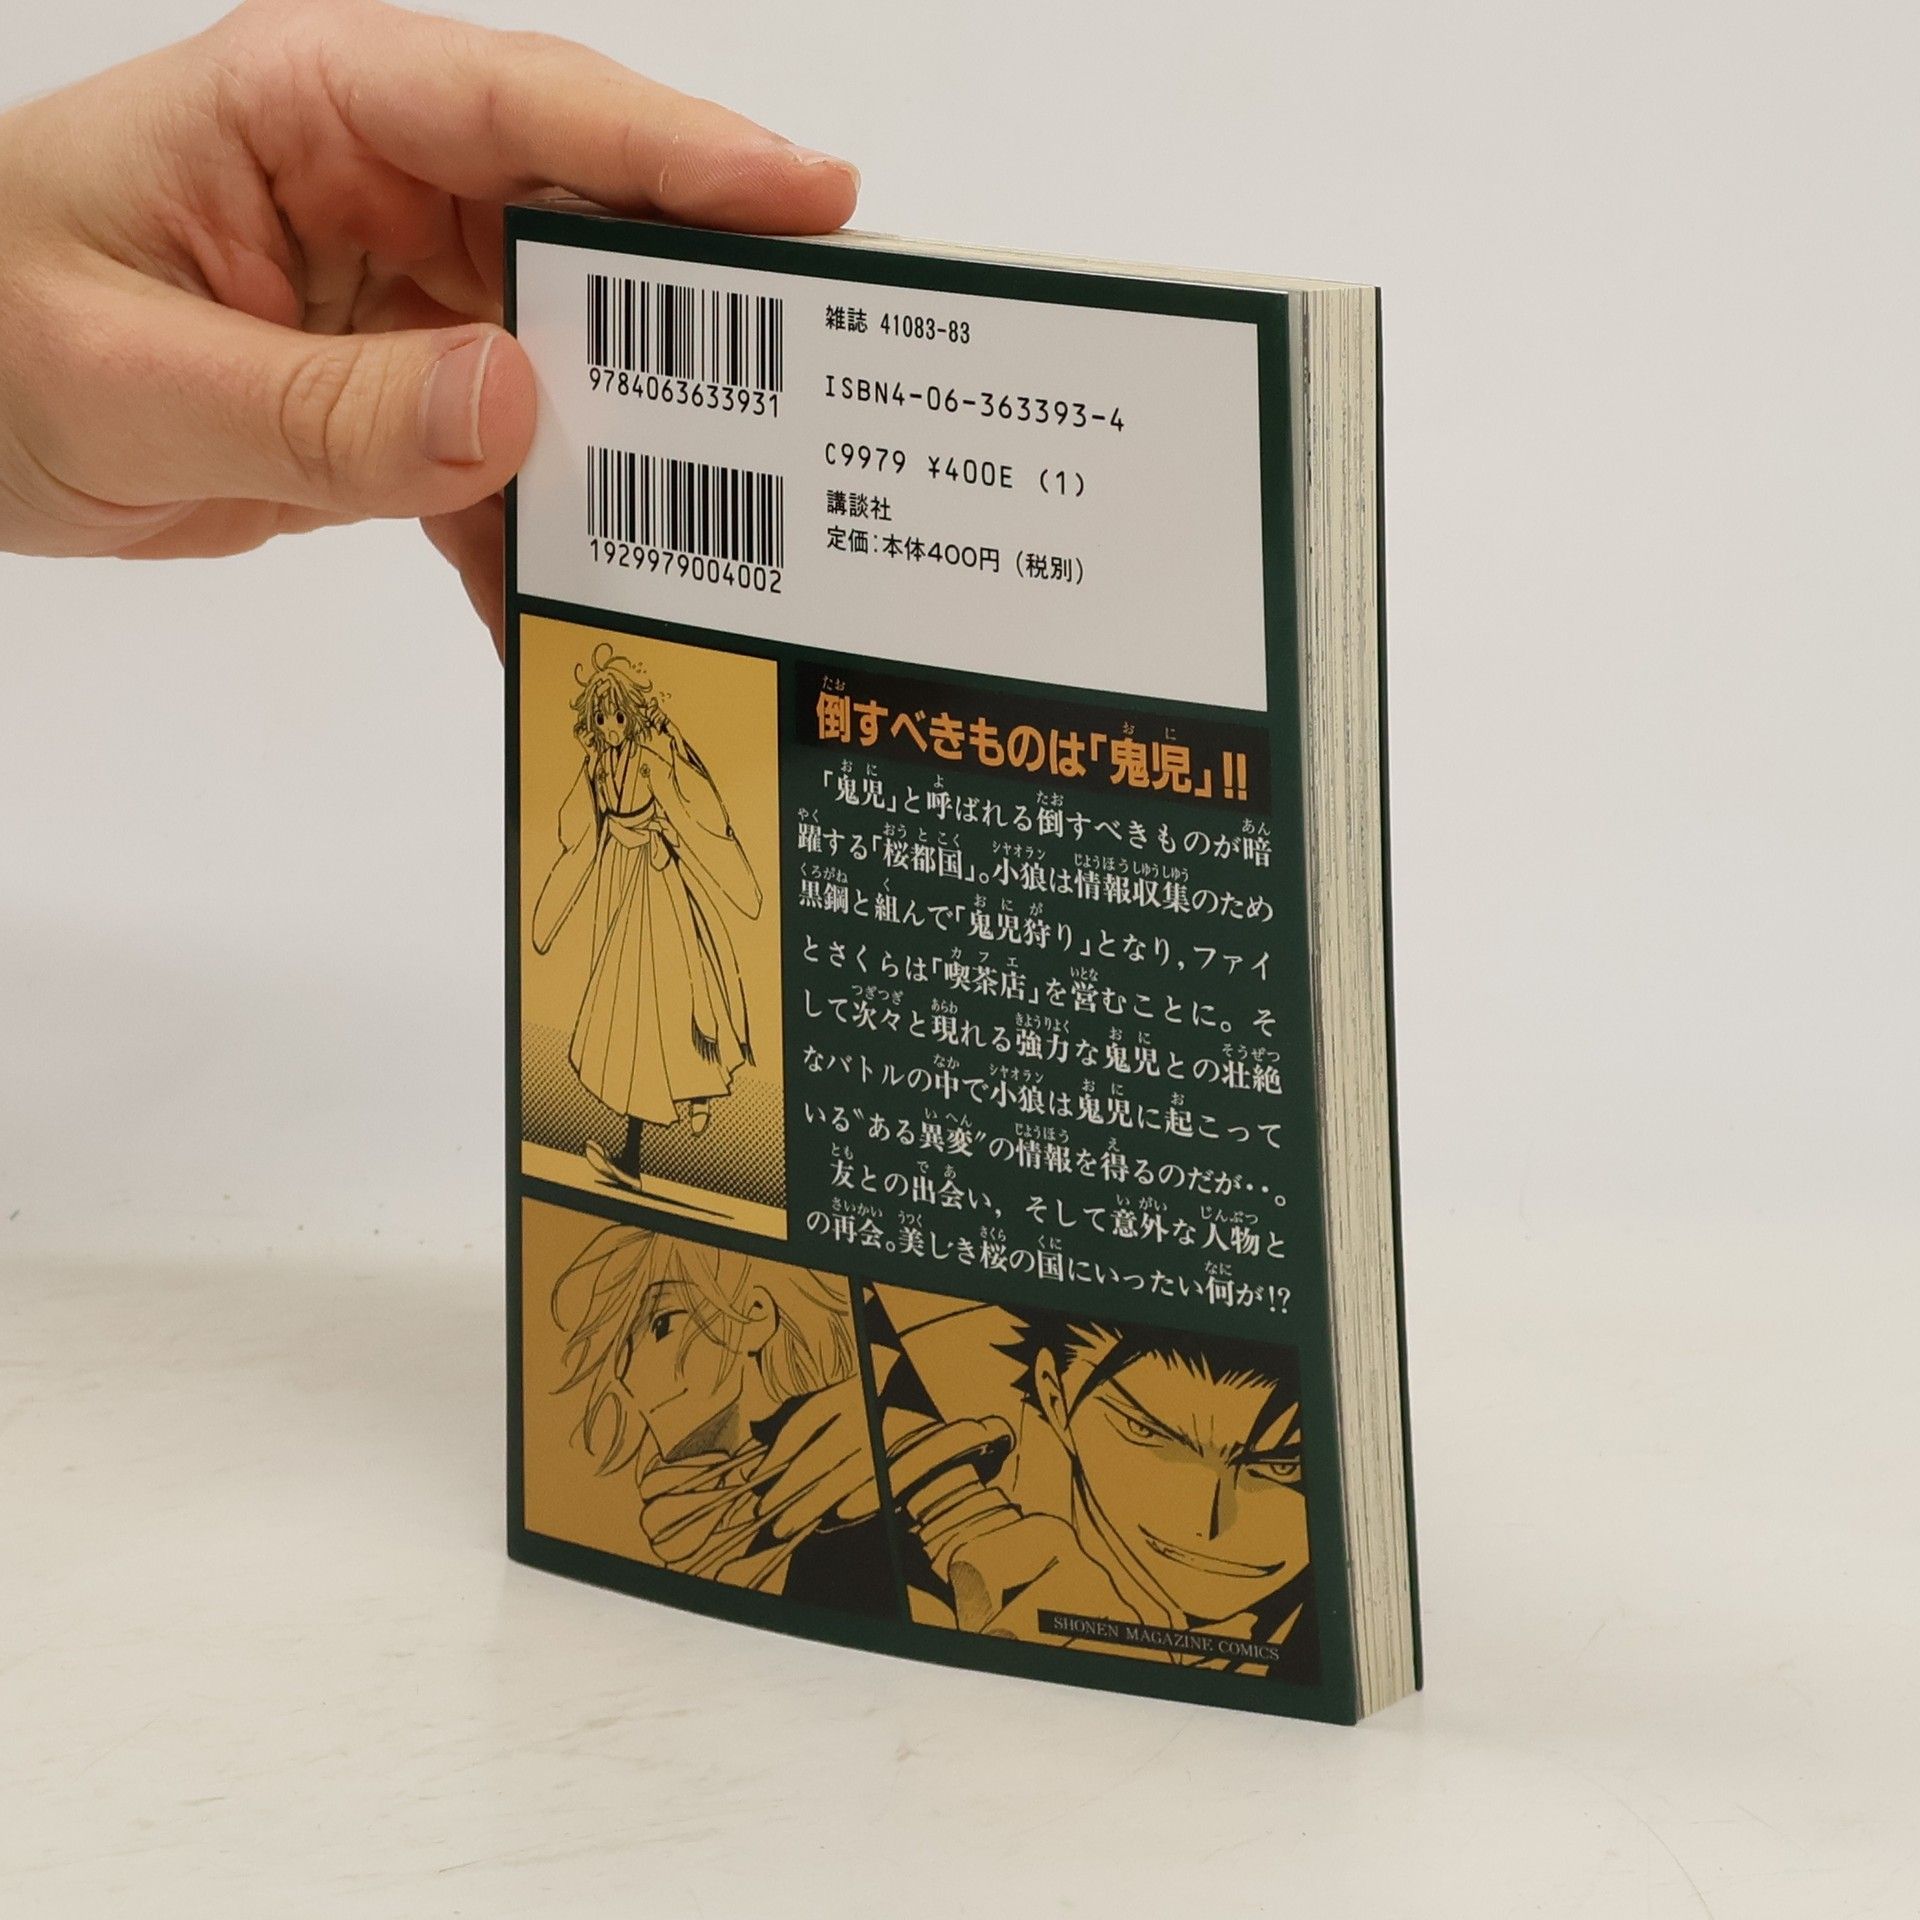 9784063633931
1929979004002
雑誌 41083-83
ISBN4-06-363393-4
C9979 ¥400E (1)
講談社
定価:本体400円 (税別)
倒すべきものは「鬼児」!!
「鬼児」と呼ばれる倒すべきものが暗
躍する「桜都国」。小狼は情報収集のため
黒鋼と組んで「鬼児狩り」となり,ファイ
とさくらは「喫茶店」を営むことに。そ
して次々と現れる強力な鬼児との壮絶
なバトルの中で小狼は鬼児に起こって
いる〝ある異変〟の情報を得るのだが‥。
友との出会い, そして意外な人物と
の再会。美しき桜の国にいったい何が!?
SHONEN MAGAZINE COMICS